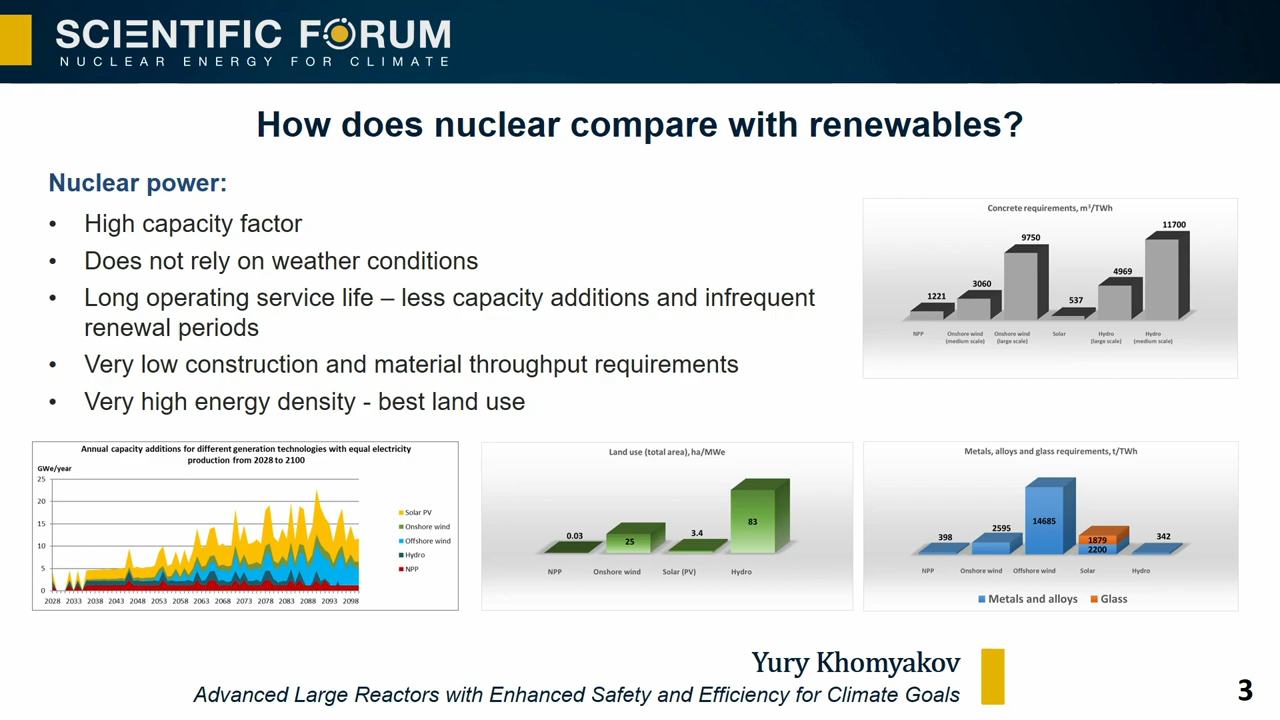 SCIENTIFIC FORUM
NUCLEAR ENERGY FOR CLIMATE
How does nuclear compare with renewables?
Nuclear power:
• High capacity factor
• Does not rely on weather conditions
• Long operating service life – less capacity additions and infrequent
renewal periods
• Very low construction and material throughput requirements
• Very high energy density - best land use
Concrete requirements, m³/TWh
1221
3060
9750
537
4969
11700
NPP
Onshore wind
(medium scale)
Onshore wind
(large scale)
Solar
Hydro
(large scale)
Hydro
(medium scale)
Annual capacity additions for different generation technologies with equal electricity
production from 2028 to 2100
GWe/year
25
20
15
10
5
0
2028 2033 2038 2043 2048 2053 2058 2063 2068 2073 2078 2083 2088 2093 2098
Solar PV
Onshore wind
Offshore wind
Hydro
NPP
Land use (total area), ha/MWe
0.03
25
3.4
83
NPP Onshore wind Solar (PV) Hydro
Metals, alloys and glass requirements, t/TWh
398
2595
14685
1879
2200
342
NPP Onshore wind Offshore wind Solar Hydro
Metals and alloys Glass
Yury Khomyakov
Advanced Large Reactors with Enhanced Safety and Efficiency for Climate Goals
3